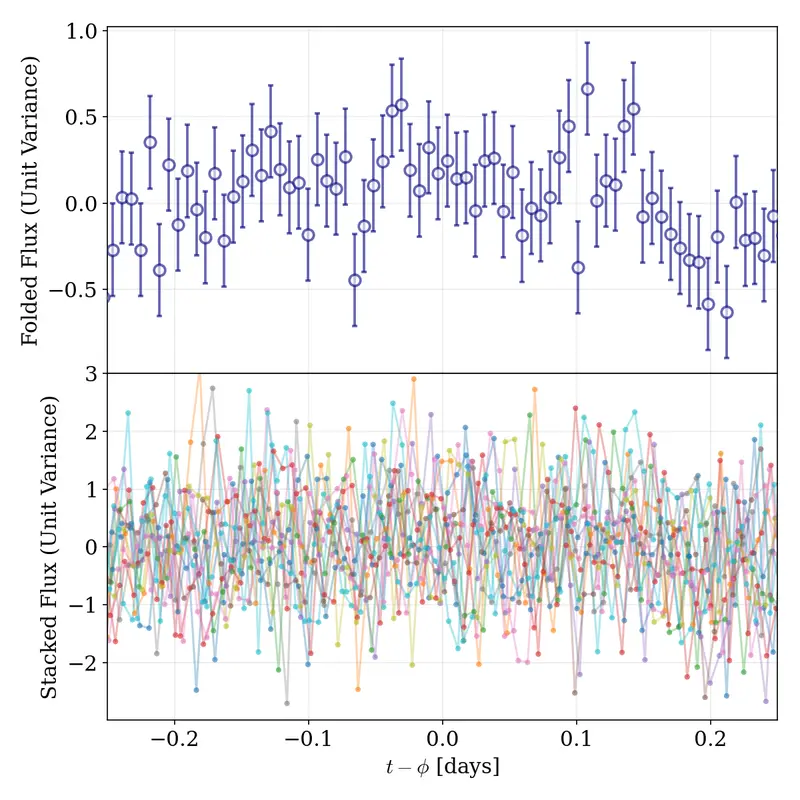 1.0
0.5
0.0
−0.5
Folded Flux (Unit Variance)
3
2
1
0
−1
−2
Stacked Flux (Unit Variance)
−0.2 −0.1 0.0 0.1 0.2
t − ϕ [days]